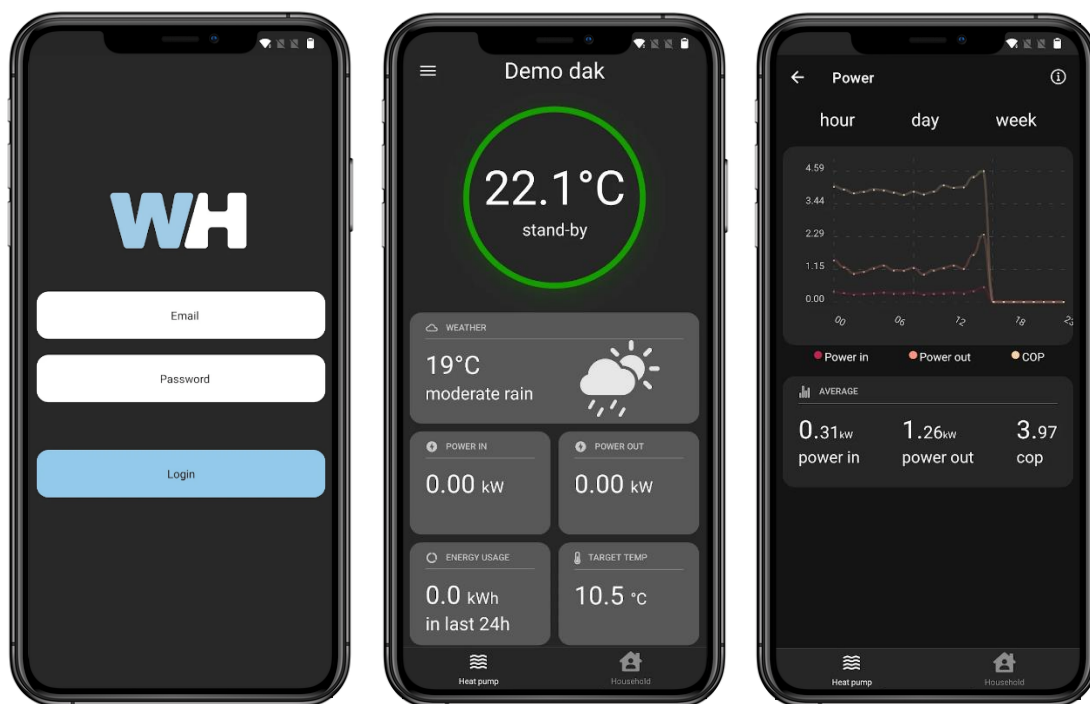 WH
Email
Password
Login
Demo dak
22.1°C
stand-by
WEATHER
19°C
moderate rain
POWER IN
0.00 kW
POWER OUT
0.00 kW
ENERGY USAGE
0.0 kWh
in last 24h
TARGET TEMP
10.5 °C
Heat pump
Household
Power
hour day week
4.59
3.44
2.29
1.15
0.00
00 06 12 18 23
Power in Power out COP
AVERAGE
0.31kW 1.26kW 3.97
power in power out cop
Heat pump
Household